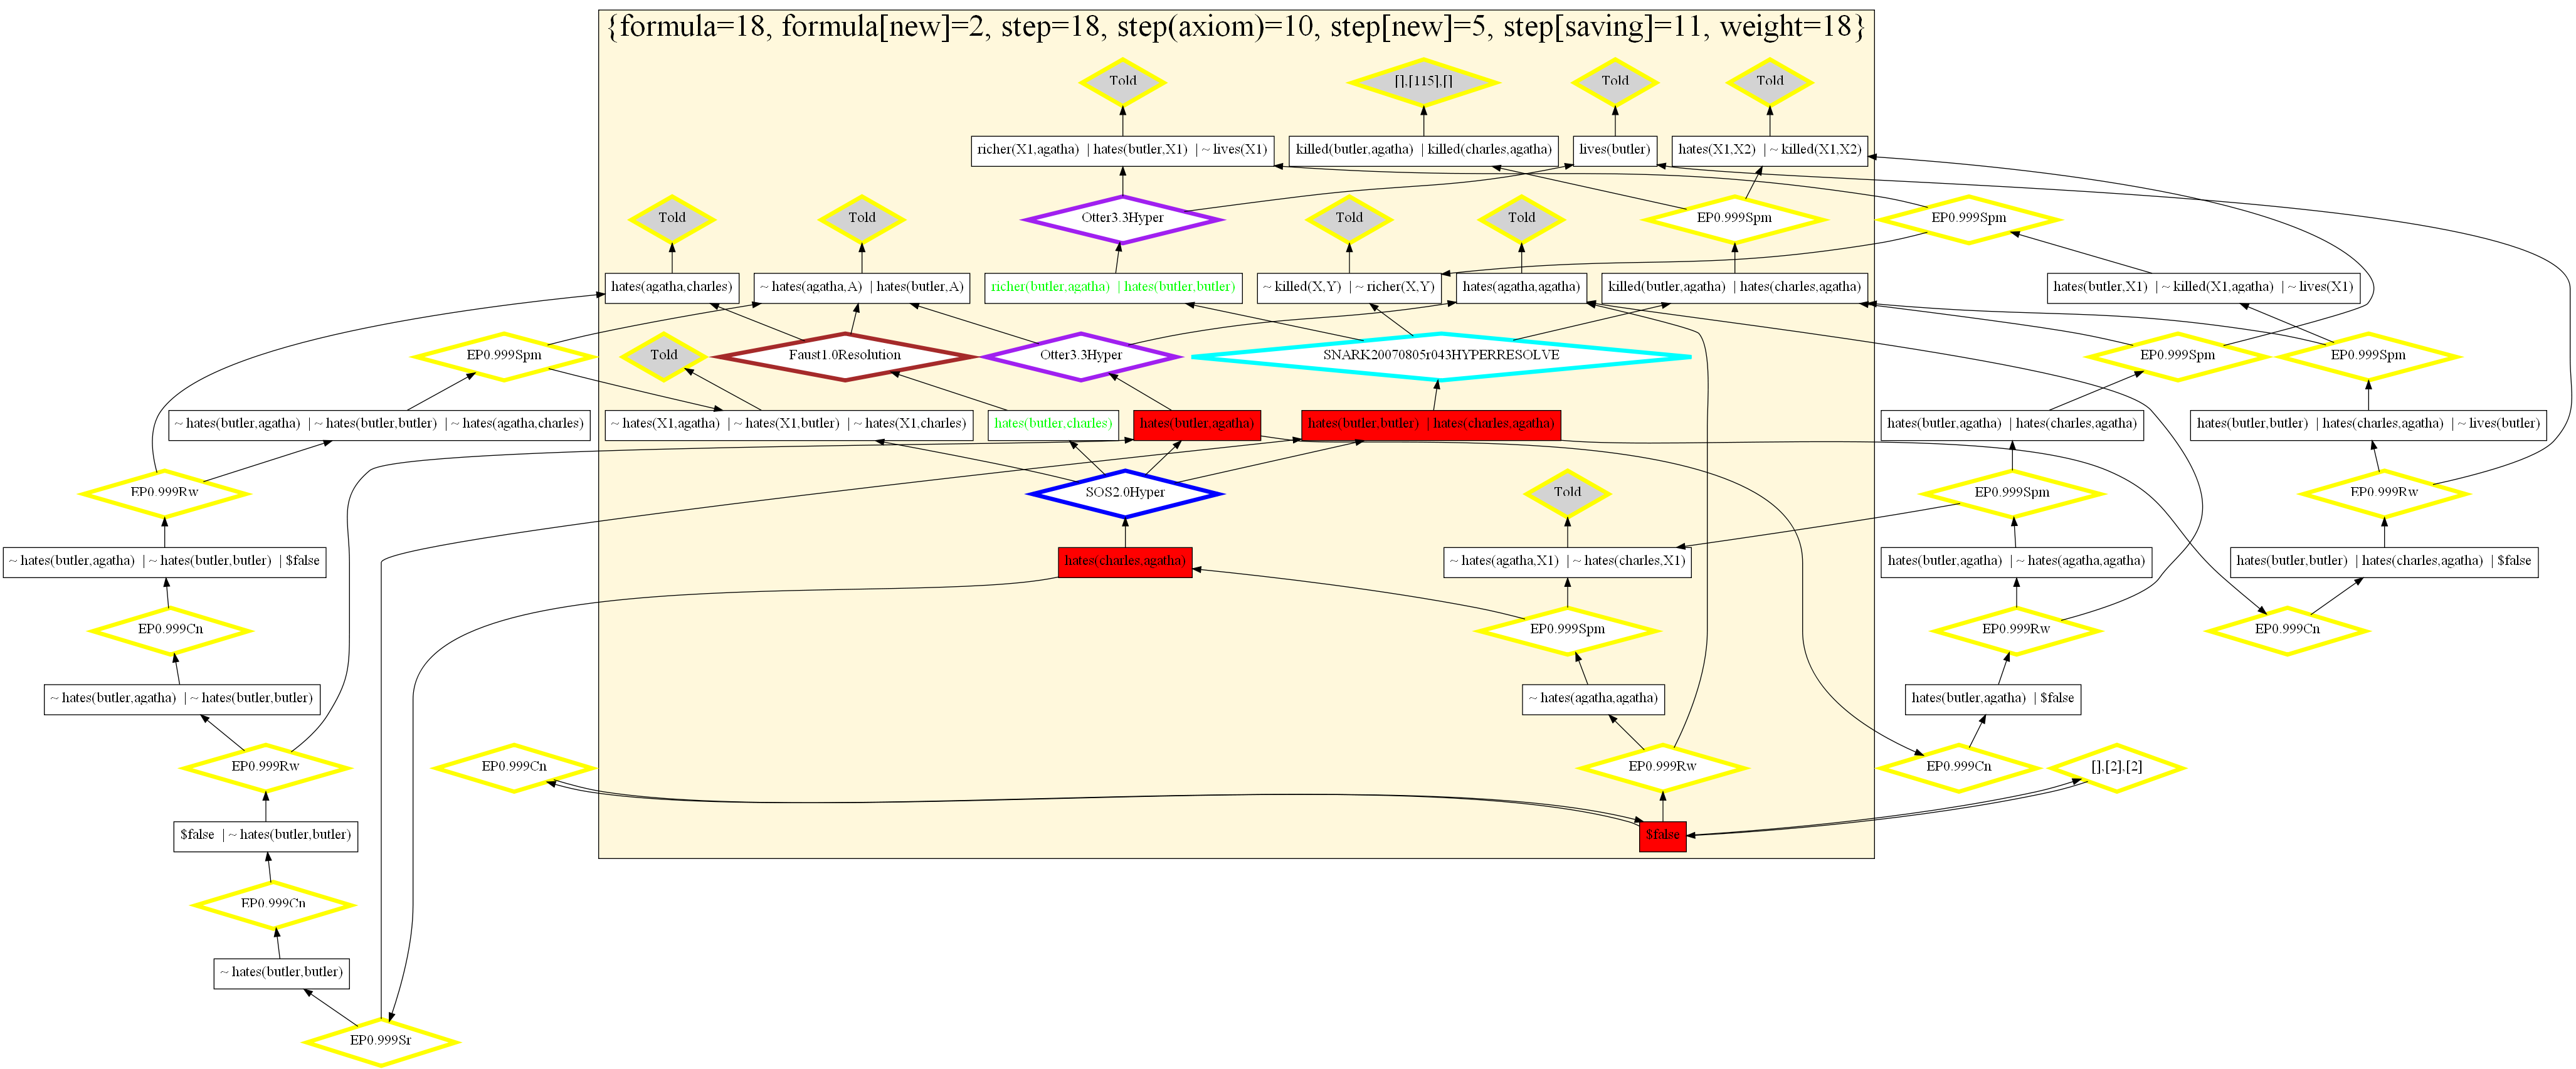 {formula=18, formula[new]=2, step=18, step(axiom)=10, step[new]=5, step[saving]=11, weight=18}
Told
[],[115],[]
Told
Told
richer(X1,agatha) | hates(butler,X1) | ~ lives(X1)
killed(butler,agatha) | killed(charles,agatha)
lives(butler)
hates(X1,X2) | ~ killed(X1,X2)
Told
Told
Otter3.3Hyper
Told
Told
EP0.999Spm
EP0.999Spm
hates(agatha,charles)
~ hates(agatha,A) | hates(butler,A)
richer(butler,agatha) | hates(butler,butler)
~ killed(X,Y) | ~ richer(X,Y)
hates(agatha,agatha)
killed(butler,agatha) | hates(charles,agatha)
hates(butler,X1) | ~ killed(X1,agatha) | ~ lives(X1)
EP0.999Spm
Told
Faust1.0Resolution
Otter3.3Hyper
SNARK20070805r043HYPERRESOLVE
EP0.999Spm
EP0.999Spm
~ hates(butler,agatha) | ~ hates(butler,butler) | ~ hates(agatha,charles)
~ hates(X1,agatha) | ~ hates(X1,butler) | ~ hates(X1,charles)
hates(butler,charles)
hates(butler,agatha)
hates(butler,butler) | hates(charles,agatha)
hates(butler,agatha) | hates(charles,agatha)
hates(butler,butler) | hates(charles,agatha) | ~ lives(butler)
EP0.999Rw
SOS2.0Hyper
Told
EP0.999Spm
EP0.999Rw
~ hates(butler,agatha) | ~ hates(butler,butler) | $false
hates(charles,agatha)
~ hates(agatha,X1) | ~ hates(charles,X1)
hates(butler,agatha) | ~ hates(agatha,agatha)
hates(butler,butler) | hates(charles,agatha) | $false
EP0.999Cn
EP0.999Spm
EP0.999Rw
EP0.999Cn
~ hates(butler,agatha) | ~ hates(butler,butler)
~ hates(agatha,agatha)
hates(butler,agatha) | $false
EP0.999Rw
EP0.999Cn
EP0.999Rw
EP0.999Cn
[],[2],[2]
$false | ~ hates(butler,butler)
$false
EP0.999Cn
~ hates(butler,butler)
EP0.999Sr